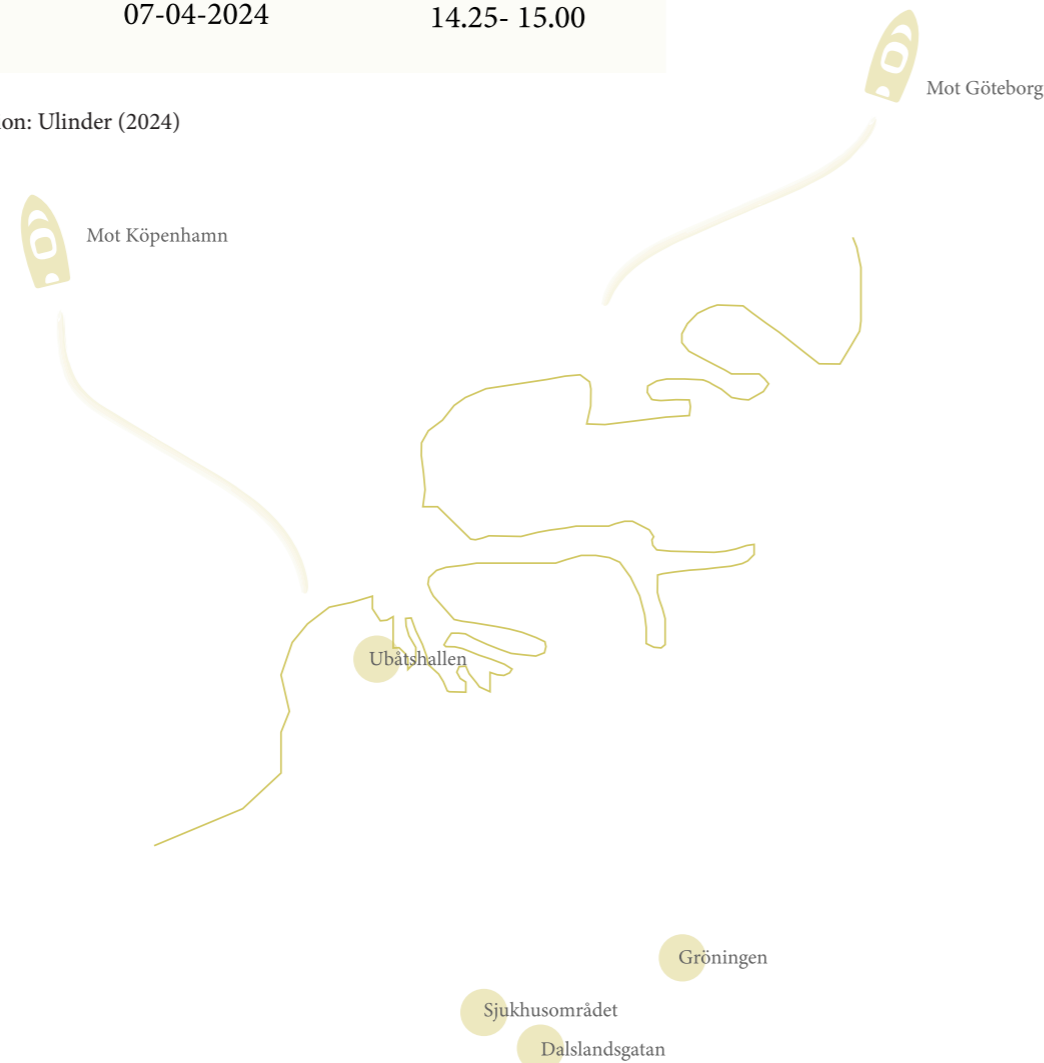 07-04-2024 14.25- 15.00
Mot Göteborg
on: Ulinder (2024)
Mot Köpenhamn
Ubåtshallen
Gröningen
Sjukhusområdet
Dalslandsgatan